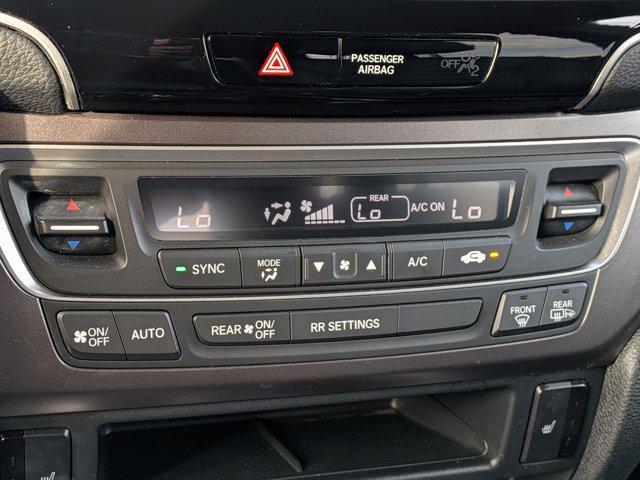 PASSENGER
AIRBAG
OFF
2
REAR
Lo
Lo
A/C ON
Lo
SYNC
MODE
A/C
ON/
OFF
AUTO
REAR
ON/
OFF
RR SETTINGS
FRONT
REAR